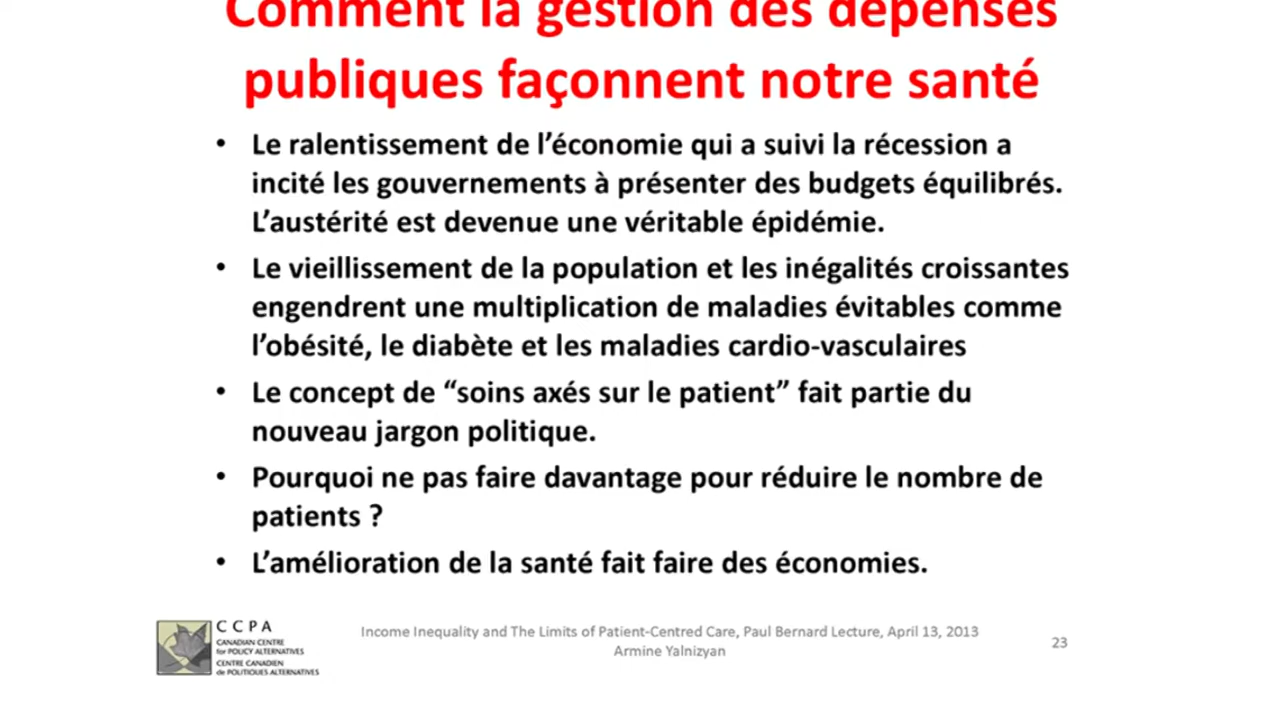 Comment la gestion des dépenses
publiques façonnent notre santé
• Le ralentissement de l’économie qui a suivi la récession a
incité les gouvernements à présenter des budgets équilibrés.
L’austérité est devenue une véritable épidémie.
• Le vieillissement de la population et les inégalités croissantes
engendrent une multiplication de maladies évitables comme
l’obésité, le diabète et les maladies cardio-vasculaires
• Le concept de “soins axés sur le patient” fait partie du
nouveau jargon politique.
• Pourquoi ne pas faire davantage pour réduire le nombre de
patients ?
• L’amélioration de la santé fait faire des économies.
CCPA
CANADIAN CENTRE
for POLICY ALTERNATIVES
CENTRE CANADIEN
de POLITIQUES ALTERNATIVES
Income Inequality and The Limits of Patient-Centred Care, Paul Bernard Lecture, April 13, 2013
Armine Yalnizyan
23